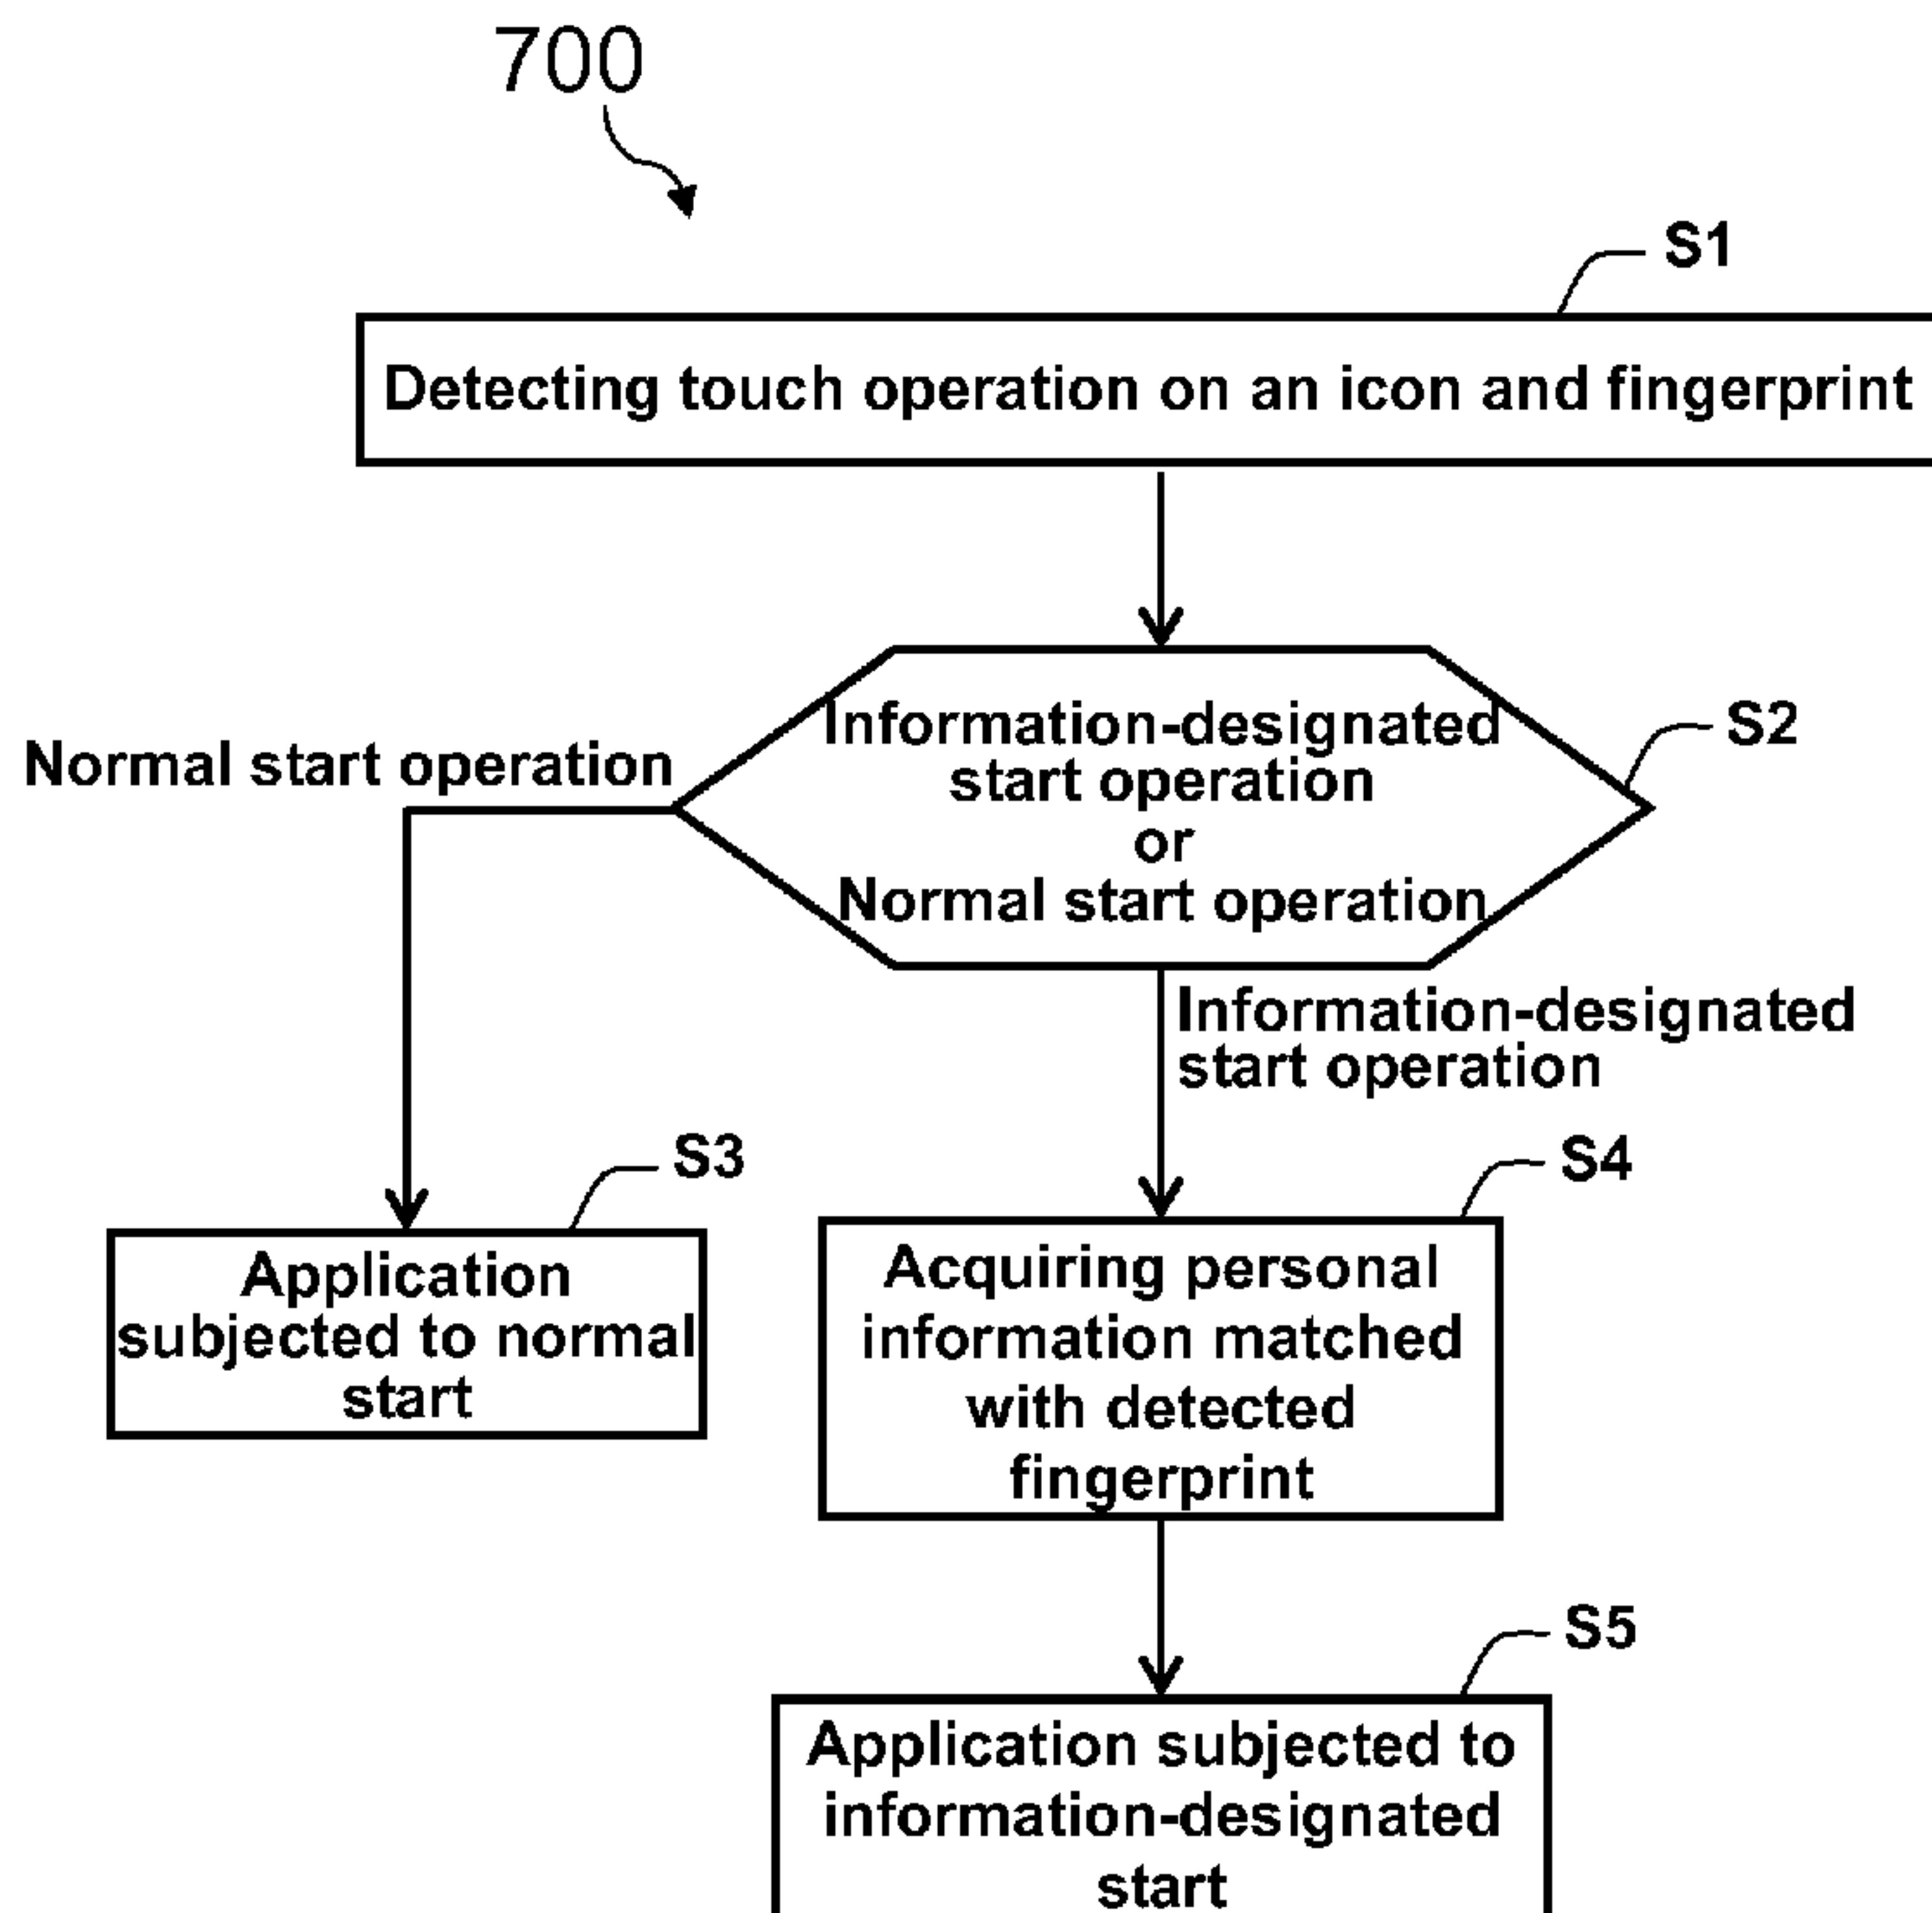 700
S1
Detecting touch operation on an icon and fingerprint
Information-designated
start operation
or
Normal start operation
S2
Normal start operation
Information-designated
start operation
S3
Application
subjected to normal
start
S4
Acquiring personal
information matched
with detected
fingerprint
S5
Application subjected to
information-designated
start